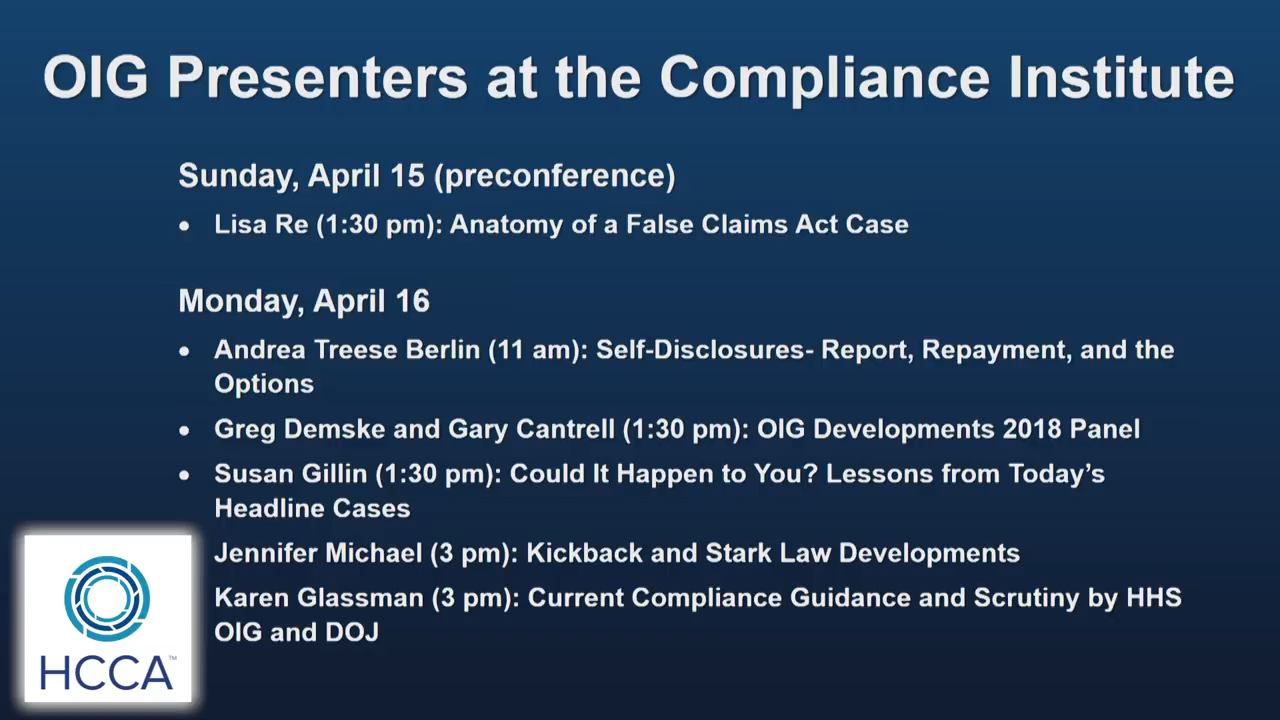 OIG Presenters at the Compliance Institute
Sunday, April 15 (preconference)
• Lisa Re (1:30 pm): Anatomy of a False Claims Act Case
Monday, April 16
• Andrea Treese Berlin (11 am): Self-Disclosures- Report, Repayment, and the
Options
• Greg Demske and Gary Cantrell (1:30 pm): OIG Developments 2018 Panel
• Susan Gillin (1:30 pm): Could It Happen to You? Lessons from Today’s
Headline Cases
Jennifer Michael (3 pm): Kickback and Stark Law Developments
Karen Glassman (3 pm): Current Compliance Guidance and Scrutiny by HHS
OIG and DOJ
HCCA™